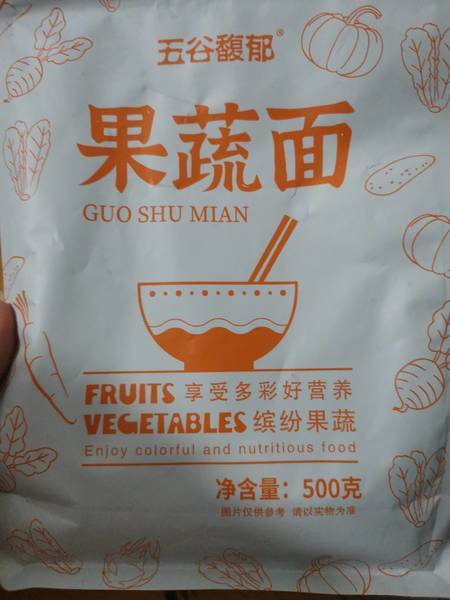 五谷馥郁®
果蔬面
GUO SHU MIAN
FRUITS 享受多彩好营养
VEGETABLES 缤纷果蔬
Enjoy colorful and nutritious food
净含量：500克
图片仅供参考 请以实物为准